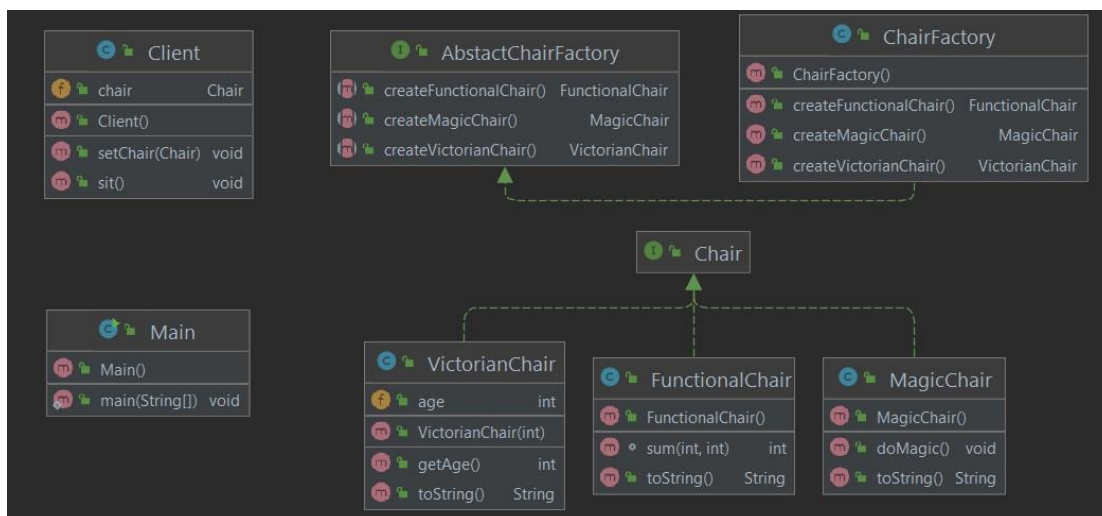 Client
chair Chair
Client()
setChair(Chair) void
sit() void
AbstactChairFactory
createFunctionalChair() FunctionalChair
createMagicChair() MagicChair
createVictorianChair() VictorianChair
ChairFactory
ChairFactory()
createFunctionalChair() FunctionalChair
createMagicChair() MagicChair
createVictorianChair() VictorianChair
Chair
Main
Main()
main(String[]) void
VictorianChair
age int
VictorianChair(int)
getAge() int
toString() String
FunctionalChair
FunctionalChair()
sum(int, int) int
toString() String
MagicChair
MagicChair()
doMagic() void
toString() String